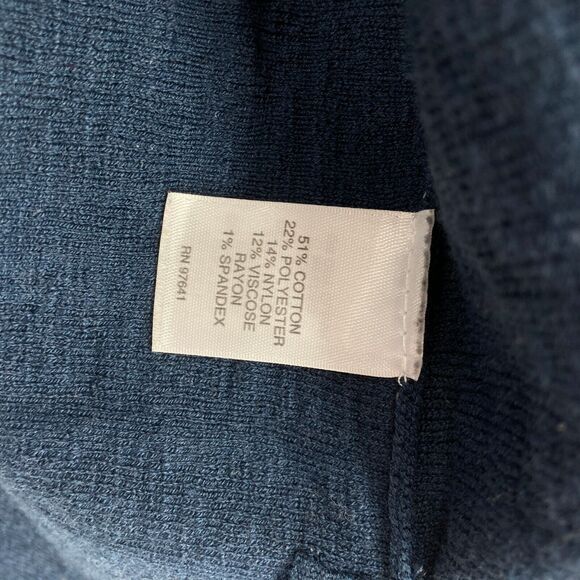 51% COTTON
22% POLYESTER
14% NYLON
12% VISCOSE
RAYON
1% SPANDEX
RN 97641